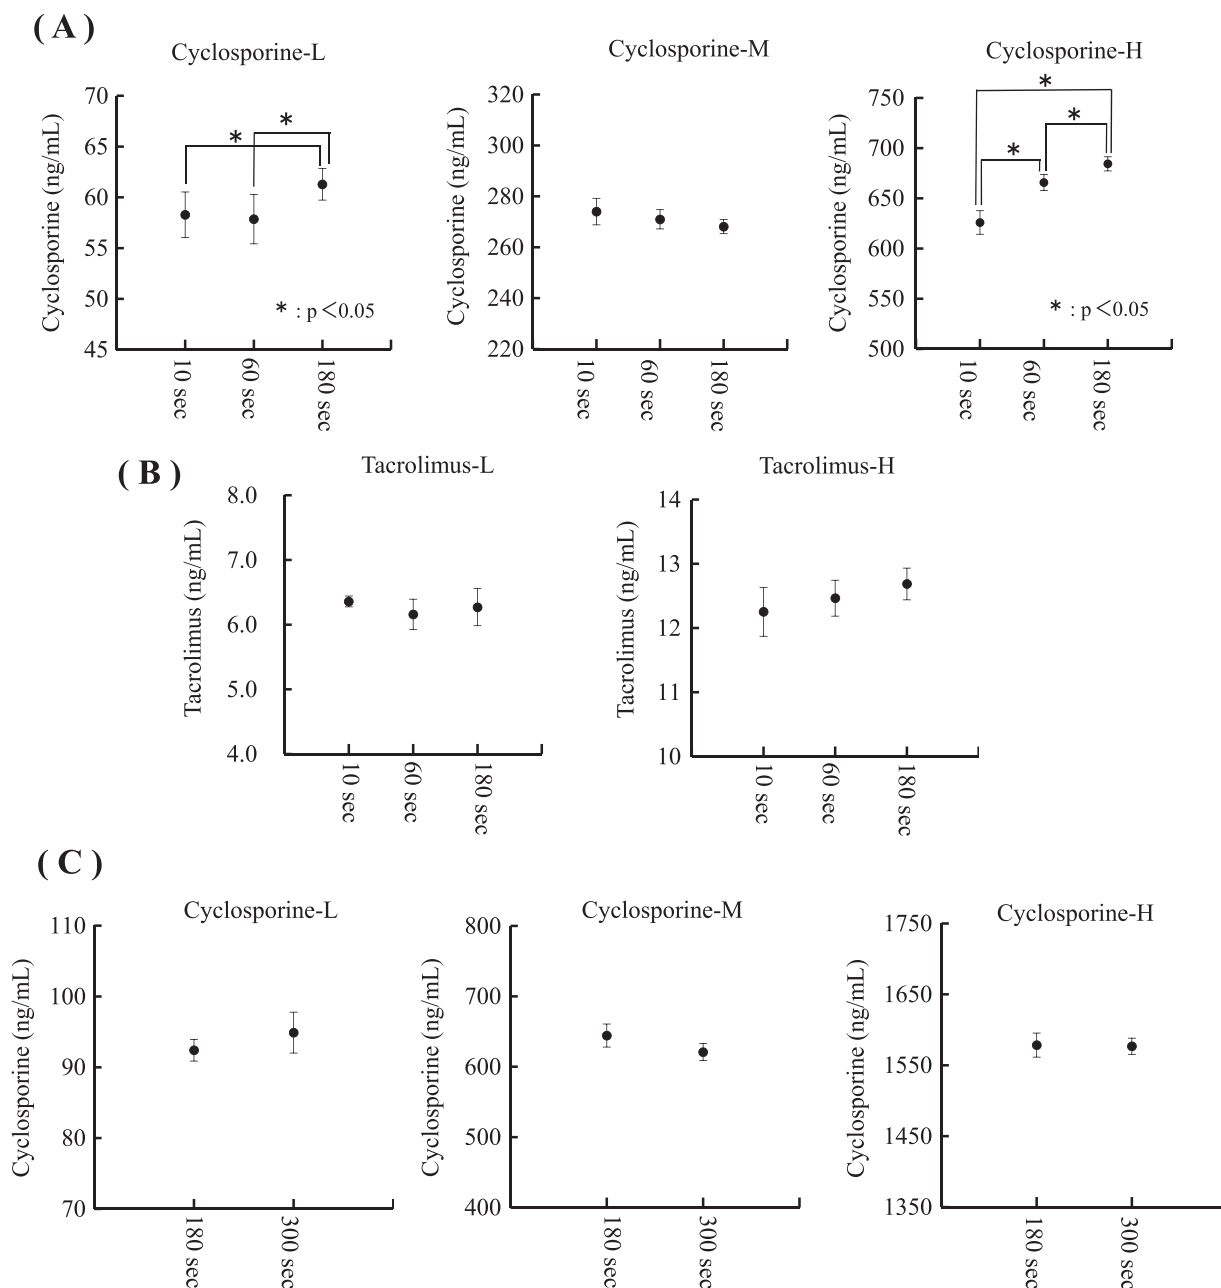 ( A )
Cyclosporine-L
Cyclosporine (ng/mL)
70
65
60
55
50
45
*
*
* : p<0.05
10 sec
60 sec
180 sec
Cyclosporine-M
Cyclosporine (ng/mL)
320
300
280
260
240
220
10 sec
60 sec
180 sec
Cyclosporine-H
Cyclosporine (ng/mL)
750
700
650
600
550
500
*
*
*
* : p<0.05
10 sec
60 sec
180 sec
( B )
Tacrolimus-L
Tacrolimus (ng/mL)
8.0
7.0
6.0
5.0
4.0
10 sec
60 sec
180 sec
Tacrolimus-H
Tacrolimus (ng/mL)
14
13
12
11
10
10 sec
60 sec
180 sec
( C )
Cyclosporine-L
Cyclosporine (ng/mL)
110
100
90
80
70
180 sec
300 sec
Cyclosporine-M
Cyclosporine (ng/mL)
800
700
600
500
400
180 sec
300 sec
Cyclosporine-H
Cyclosporine (ng/mL)
1750
1650
1550
1450
1350
180 sec
300 sec